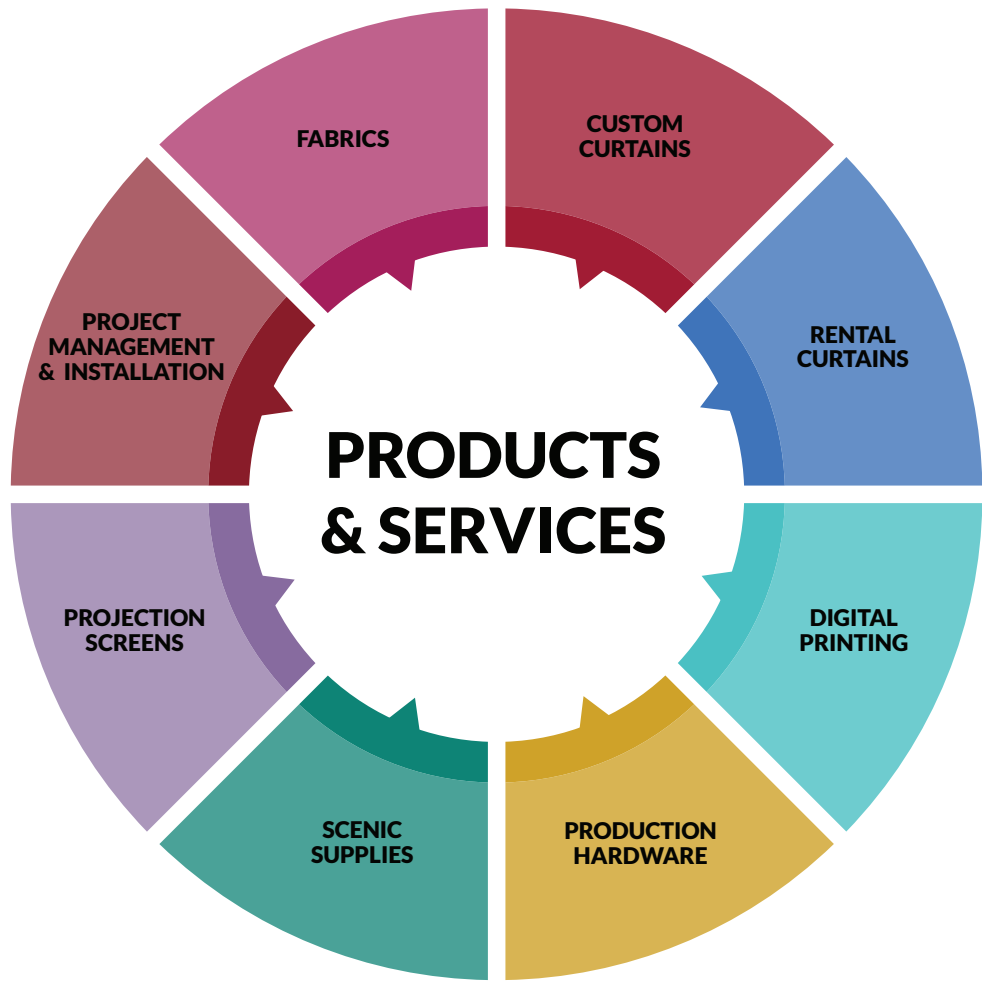 FABRICS
CUSTOM
CURTAINS
RENTAL
CURTAINS
DIGITAL
PRINTING
PRODUCTION
HARDWARE
SCENIC
SUPPLIES
PROJECTION
SCREENS
PROJECT
MANAGEMENT
& INSTALLATION
PRODUCTS
& SERVICES